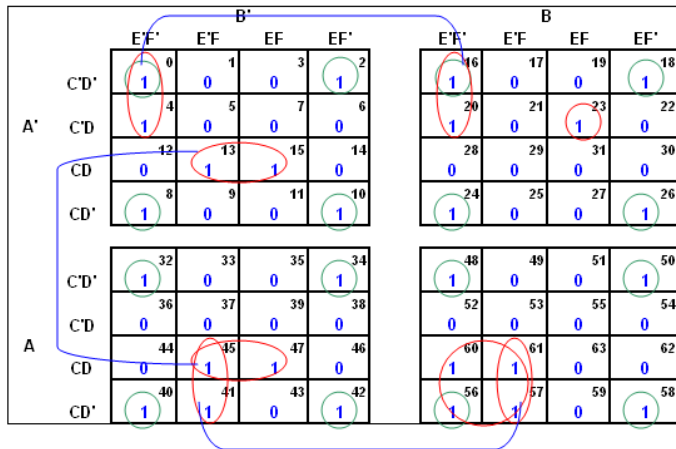 B' B
E'F' E'F EF EF' E'F' E'F EF EF'
0 1 3 2 16 17 19 18
C'D' 1 0 0 1 1 0 0 1
4 5 7 6 20 21 23 22
A' C'D 1 0 0 0 1 0 1 0
12 13 15 14 28 29 31 30
CD 0 1 1 0 0 0 0 0
8 9 11 10 24 25 27 26
CD' 1 0 0 1 1 0 0 1
32 33 35 34 48 49 51 50
C'D' 1 0 0 1 1 0 0 1
36 37 39 38 52 53 55 54
C'D 0 0 0 0 0 0 0 0
44 45 47 46 60 61 63 62
A CD 0 1 1 0 1 1 0 0
40 41 43 42 56 57 59 58
CD' 1 1 0 1 1 1 0 1